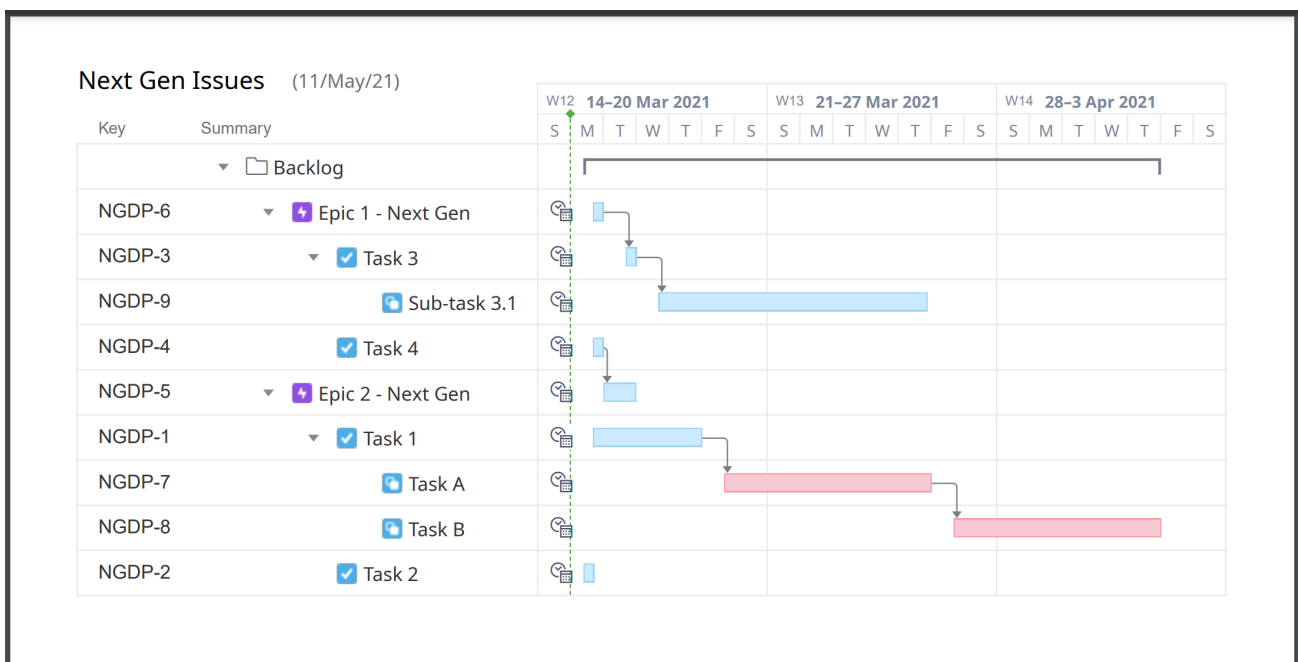 Next Gen Issues (11/May/21)
W12 14–20 Mar 2021 W13 21–27 Mar 2021 W14 28–3 Apr 2021
Key Summary S M T W T F S S M T W T F S S M T W T F S
Backlog
NGDP-6 Epic 1 - Next Gen
NGDP-3 Task 3
NGDP-9 Sub-task 3.1
NGDP-4 Task 4
NGDP-5 Epic 2 - Next Gen
NGDP-1 Task 1
NGDP-7 Task A
NGDP-8 Task B
NGDP-2 Task 2